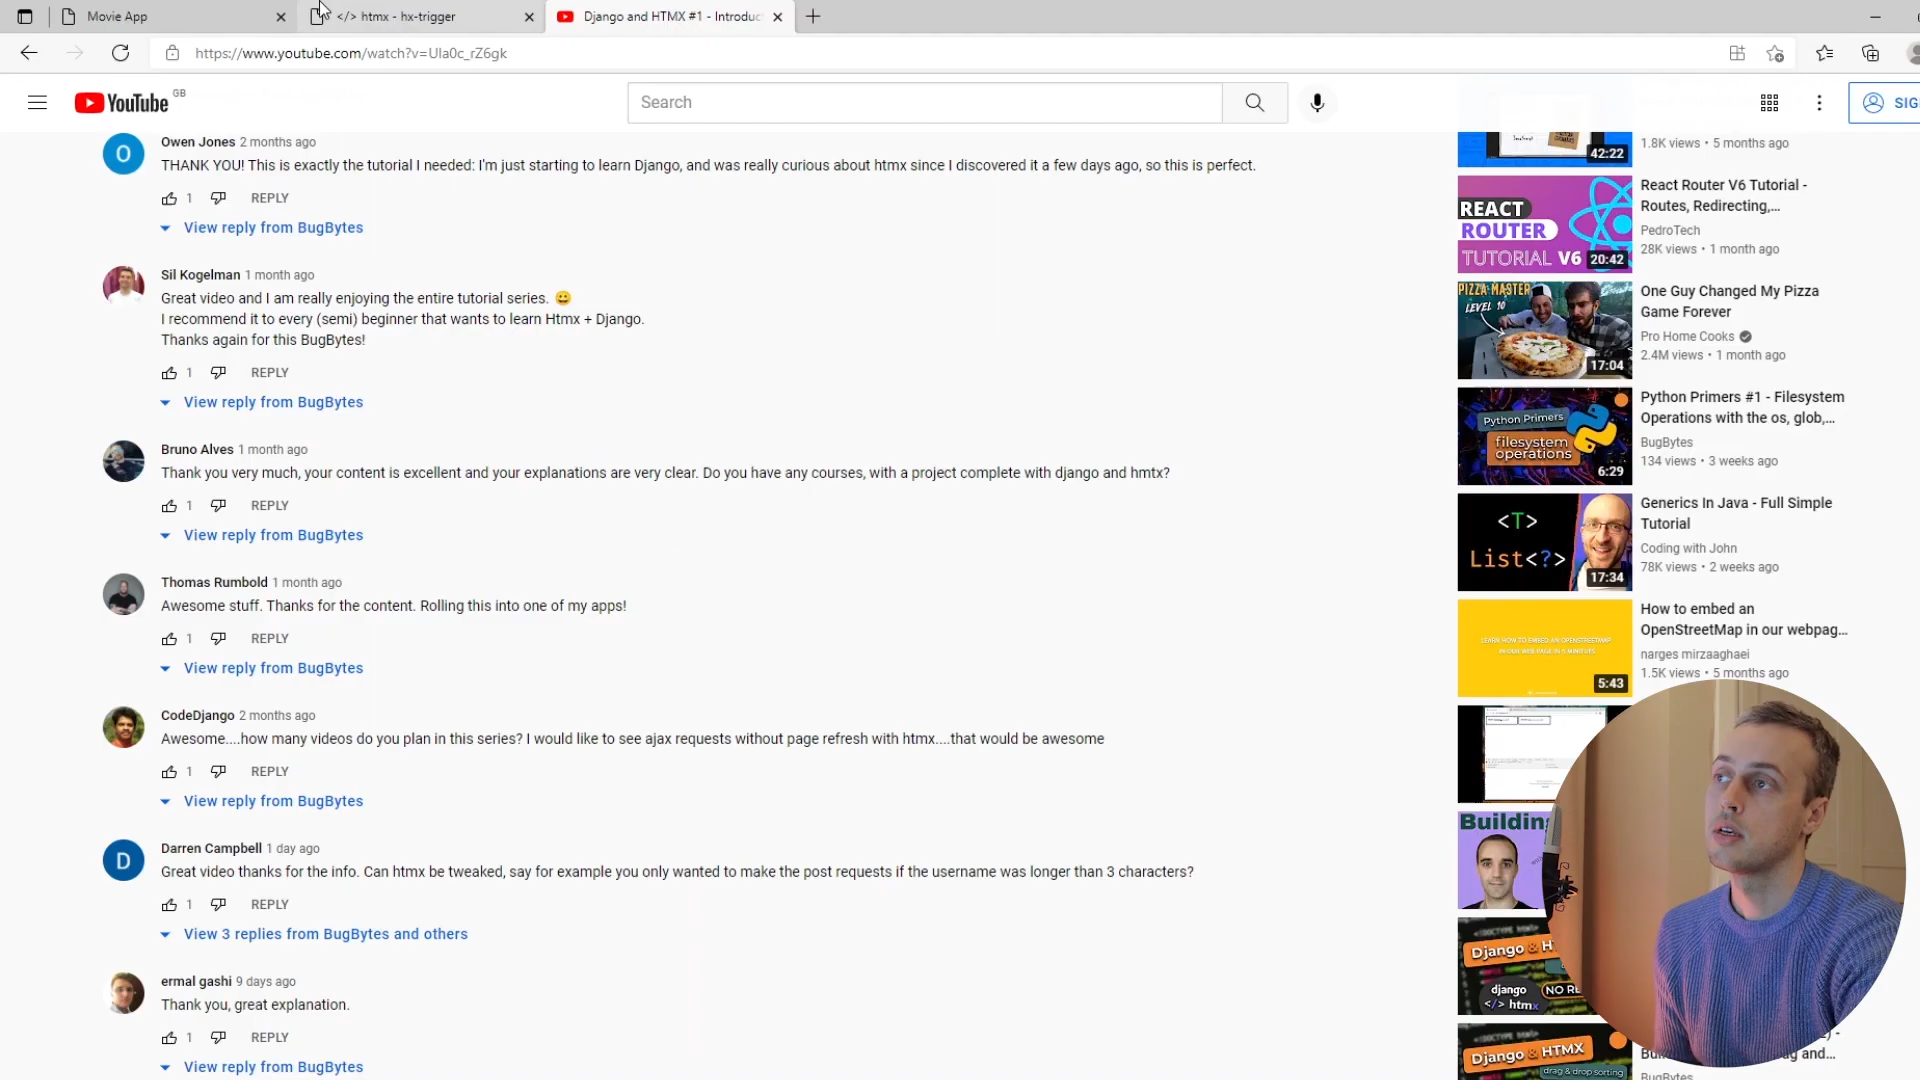 Movie App
</> htmx - hx-trigger
Django and HTMX #1 - Introduc
https://www.youtube.com/watch?v=Ula0c_rZ6gk
YouTube GB
Search
SIG
Owen Jones 2 months ago
THANK YOU! This is exactly the tutorial I needed: I'm just starting to learn Django, and was really curious about htmx since I discovered it a few days ago, so this is perfect.
1 REPLY
View reply from BugBytes
Sil Kogelman 1 month ago
Great video and I am really enjoying the entire tutorial series. 😀
I recommend it to every (semi) beginner that wants to learn Htmx + Django.
Thanks again for this BugBytes!
1 REPLY
View reply from BugBytes
Bruno Alves 1 month ago
Thank you very much, your content is excellent and your explanations are very clear. Do you have any courses, with a project complete with django and hmtx?
1 REPLY
View reply from BugBytes
Thomas Rumbold 1 month ago
Awesome stuff. Thanks for the content. Rolling this into one of my apps!
1 REPLY
View reply from BugBytes
CodeDjango 2 months ago
Awesome....how many videos do you plan in this series? I would like to see ajax requests without page refresh with htmx....that would be awesome
1 REPLY
View reply from BugBytes
D
Darren Campbell 1 day ago
Great video thanks for the info. Can htmx be tweaked, say for example you only wanted to make the post requests if the username was longer than 3 characters?
1 REPLY
View 3 replies from BugBytes and others
ermal gashi 9 days ago
Thank you, great explanation.
1 REPLY
View reply from BugBytes
42:22
1.8K views • 5 months ago
REACT
ROUTER
TUTORIAL V6
20:42
React Router V6 Tutorial -
Routes, Redirecting,...
PedroTech
28K views • 1 month ago
PIZZA MASTER
LEVEL 10
17:04
One Guy Changed My Pizza
Game Forever
Pro Home Cooks
2.4M views • 1 month ago
Python Primers
filesystem
operations
6:29
Python Primers #1 - Filesystem
Operations with the os, glob,...
BugBytes
134 views • 3 weeks ago
<T>
List<?>
17:34
Generics In Java - Full Simple
Tutorial
Coding with John
78K views • 2 weeks ago
LEARN HOW TO EMBED AN OPENSTREETMAP
IN OUR WEB PAGE IN 5 MINUTES
5:43
How to embed an
OpenStreetMap in our webpag...
narges mirzaaghaei
1.5K views • 5 months ago
Buildin
Django & H
django
</> htmx
NO RE
Django & HTMX
drag & drop sorting
ag and...
BugBytes